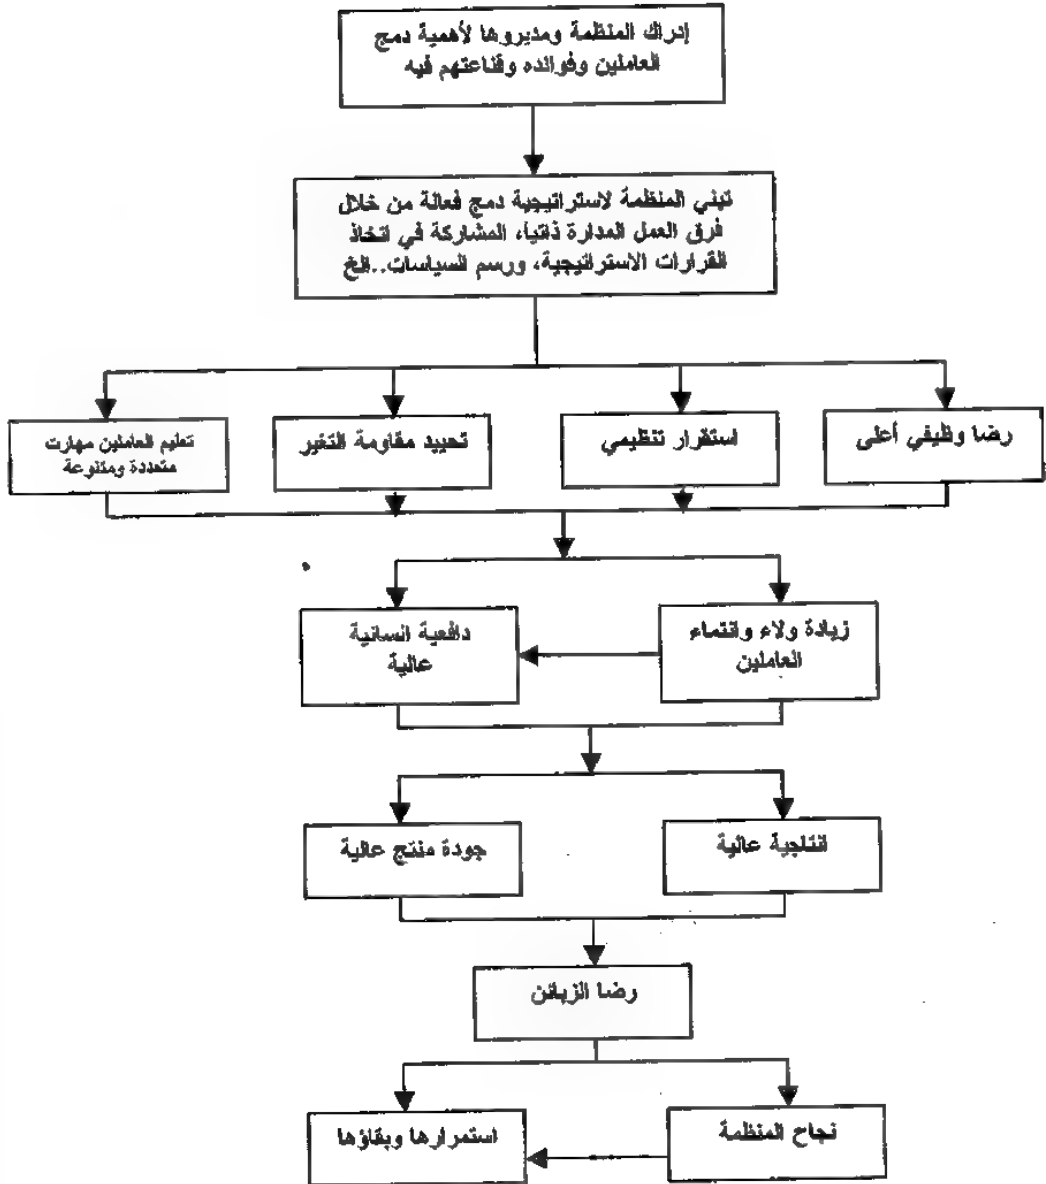 إدراك المنظمة ومديروها لأهمية دمج
العاملين وفوائده وقناعتهم فيه
تبني المنظمة لاستراتيجية دمج فعالة من خلال
فرق العمل المدارة ذاتياً، المشاركة في اتخاذ
القرارات الاستراتيجية، ورسم السياسات..الخ
رضا وظيفي أعلى
استقرار تنظيمي
تحييد مقاومة التغير
تعليم العاملين مهارت
متعددة ومتنوعة
زيادة ولاء وانتماء
العاملين
دافعية انسانية
عالية
انتاجية عالية
جودة منتج عالية
رضا الزبائن
نجاح المنظمة
استمرارها وبقاؤها